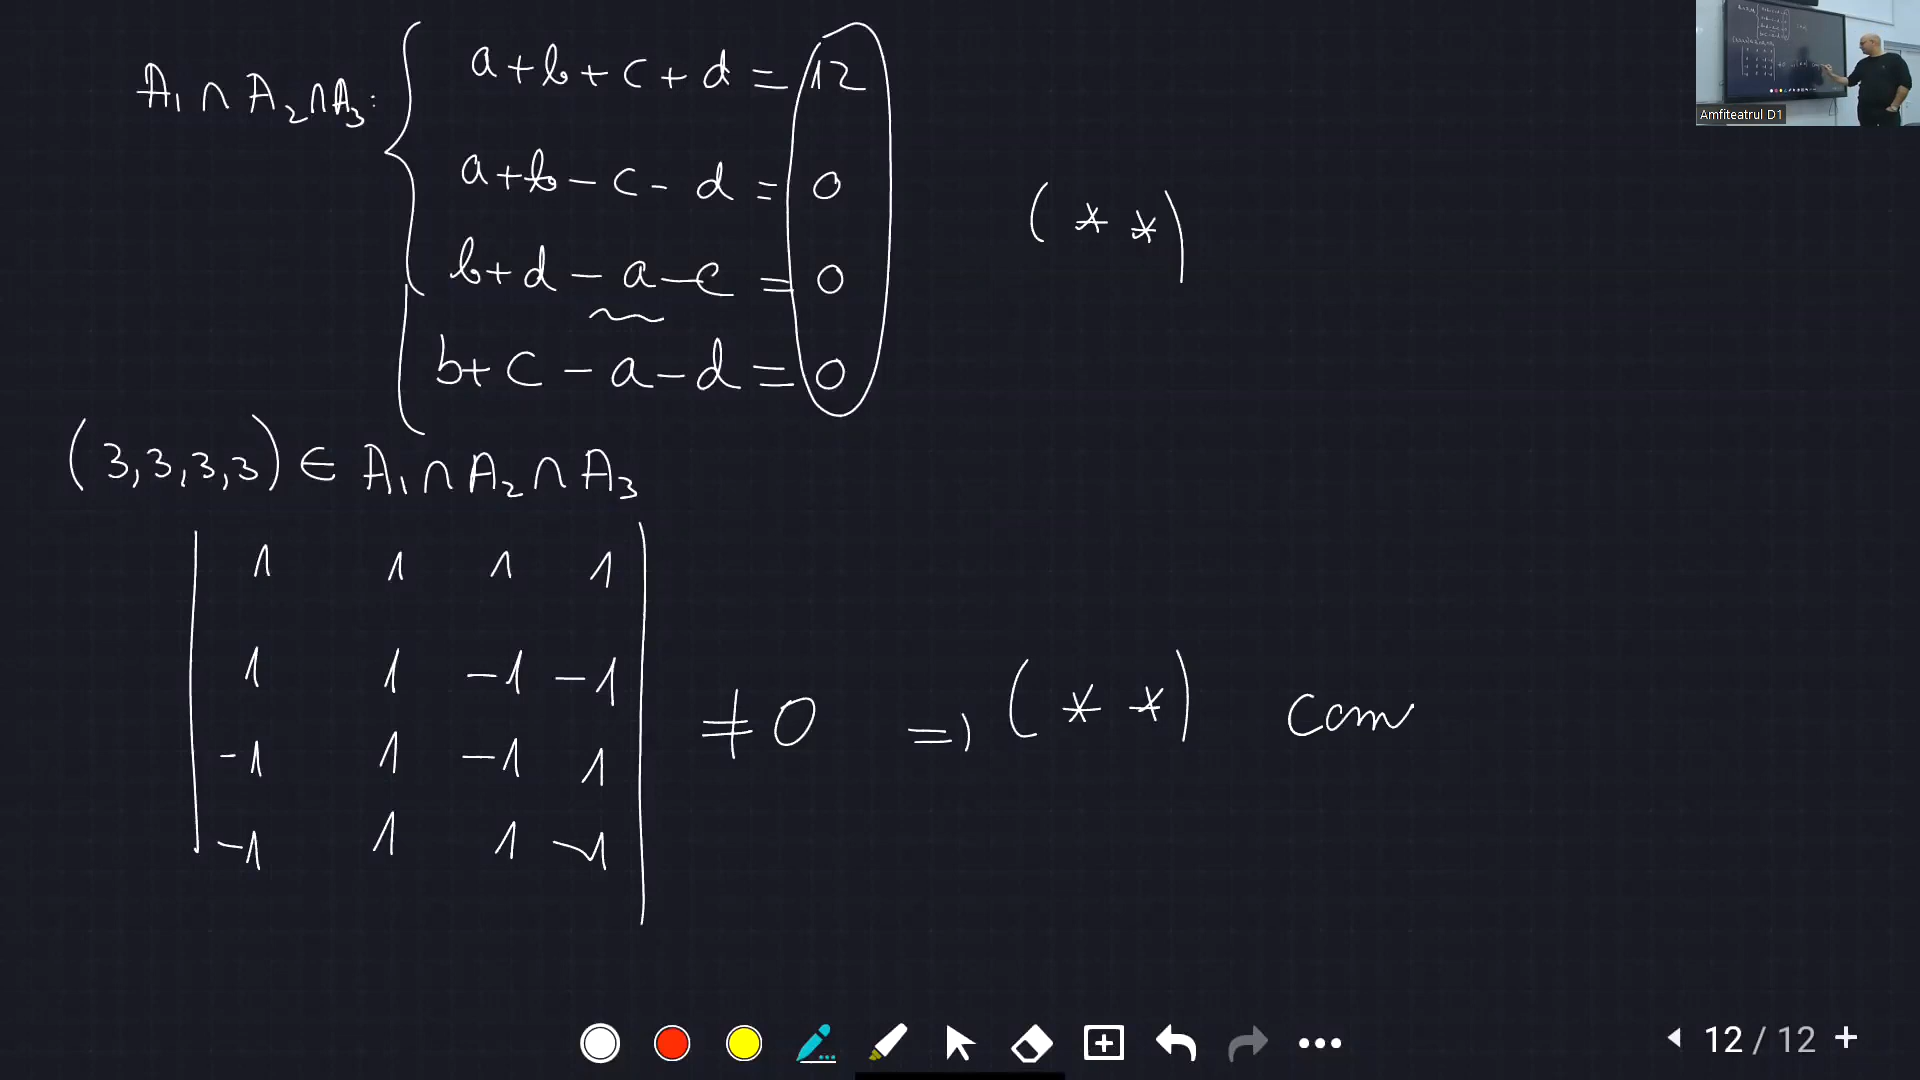 A₁ ∩ A₂ ∩ A₃:
a + b + c + d = 12
a + b - c - d = 0
(* *)
b + d - a - c = 0
b + c - a - d = 0
(3, 3, 3, 3) ∈ A₁ ∩ A₂ ∩ A₃
1 1 1 1
1 1 -1 -1
-1 1 -1 1
-1 1 1 -1
≠ 0 => (* *) com
Amfiteatrul D1
12 / 12